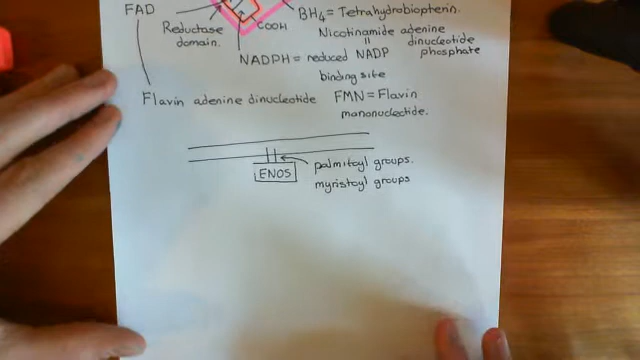 FAD
BH4 = Tetrahydrobiopterin.
COOH
Reductase domain.
Nicotinamide adenine dinucleotide phosphate
NADPH = reduced NADP
binding site
Flavin adenine dinucleotide
FMN = Flavin mononucleotide.
palmitoyl groups.
ENOS
myristoyl groups